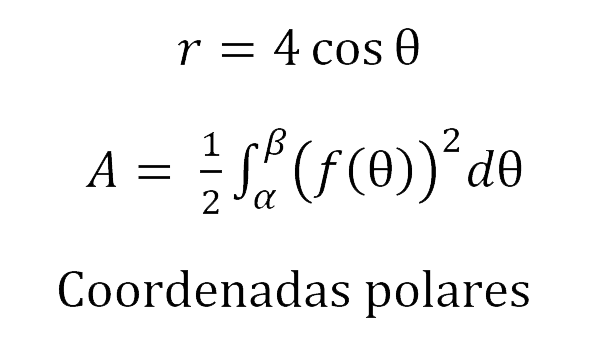 r = 4 cos θ
A = 1/2 ∫_α^β (f(θ))² dθ
Coordenadas polares